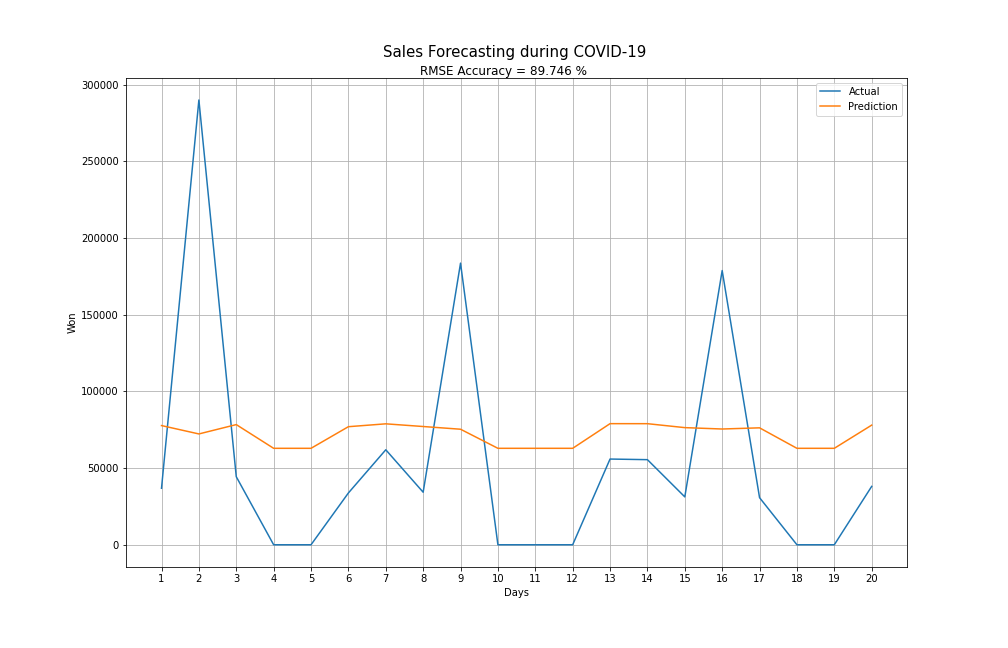 Sales Forecasting during COVID-19
RMSE Accuracy = 89.746 %
Actual
Prediction
300000
250000
200000
150000
100000
50000
0
Won
1 2 3 4 5 6 7 8 9 10 11 12 13 14 15 16 17 18 19 20
Days